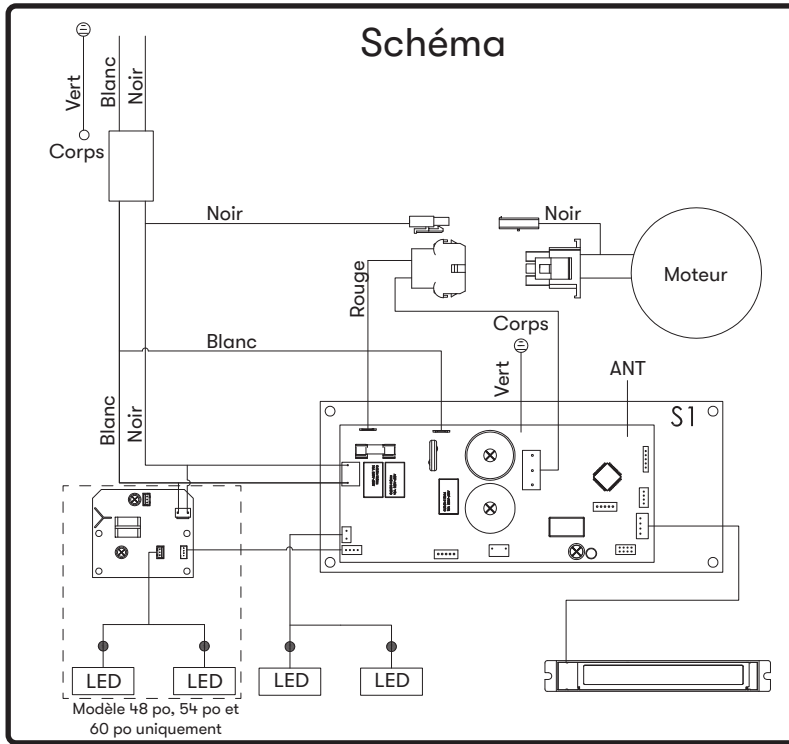 Schéma
Vert
Blanc
Noir
Corps
Noir
Noir
Moteur
Rouge
Corps
Blanc
Vert
ANT
S1
Blanc
Noir
LED
LED
LED
LED
Modèle 48 po, 54 po et
60 po uniquement